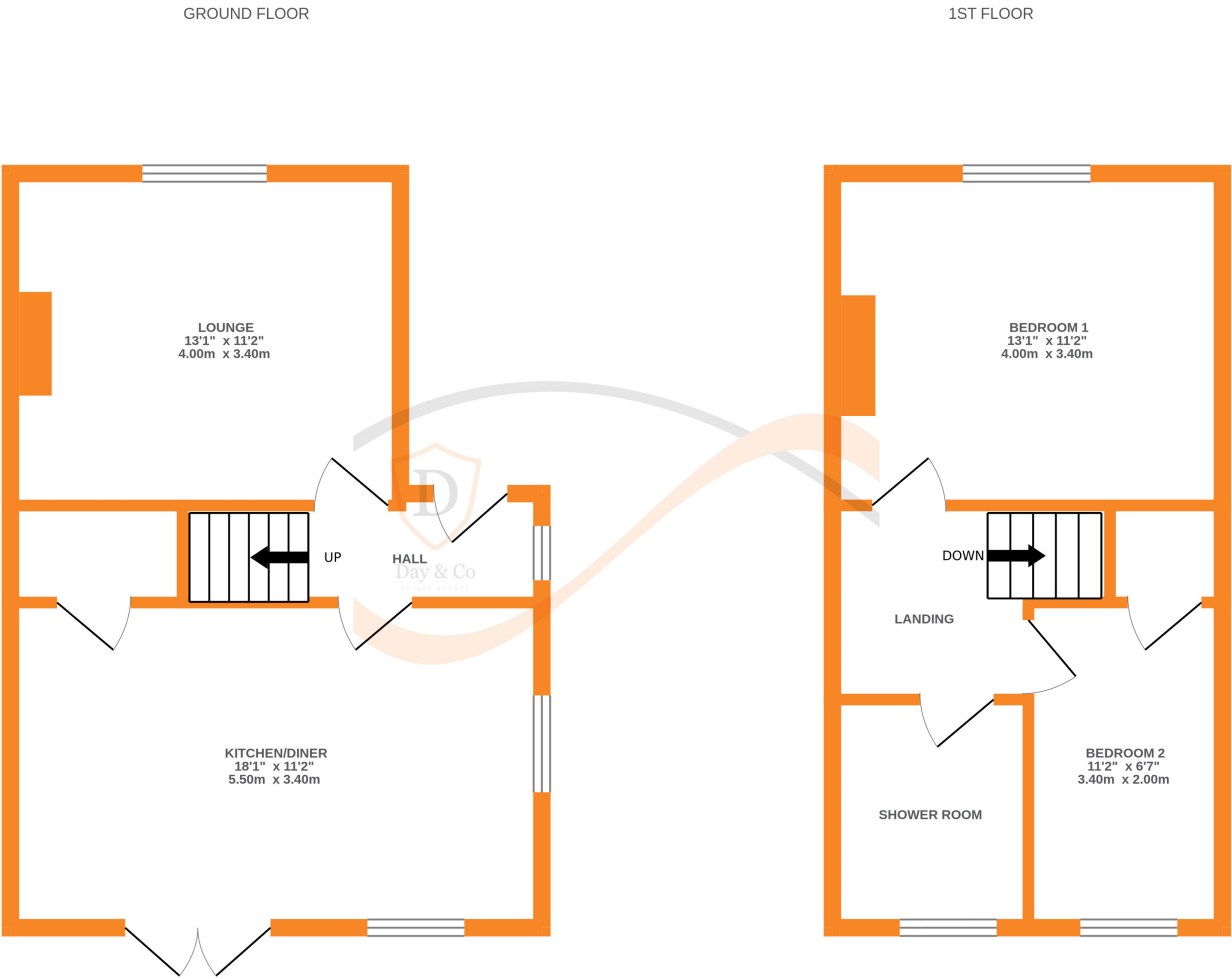 GROUND FLOOR
1ST FLOOR
LOUNGE
13'1" x 11'2"
4.00m x 3.40m
BEDROOM 1
13'1" x 11'2"
4.00m x 3.40m
D
Day & Co
UP
HALL
DOWN
LANDING
KITCHEN/DINER
18'1" x 11'2"
5.50m x 3.40m
BEDROOM 2
11'2" x 6'7"
3.40m x 2.00m
SHOWER ROOM